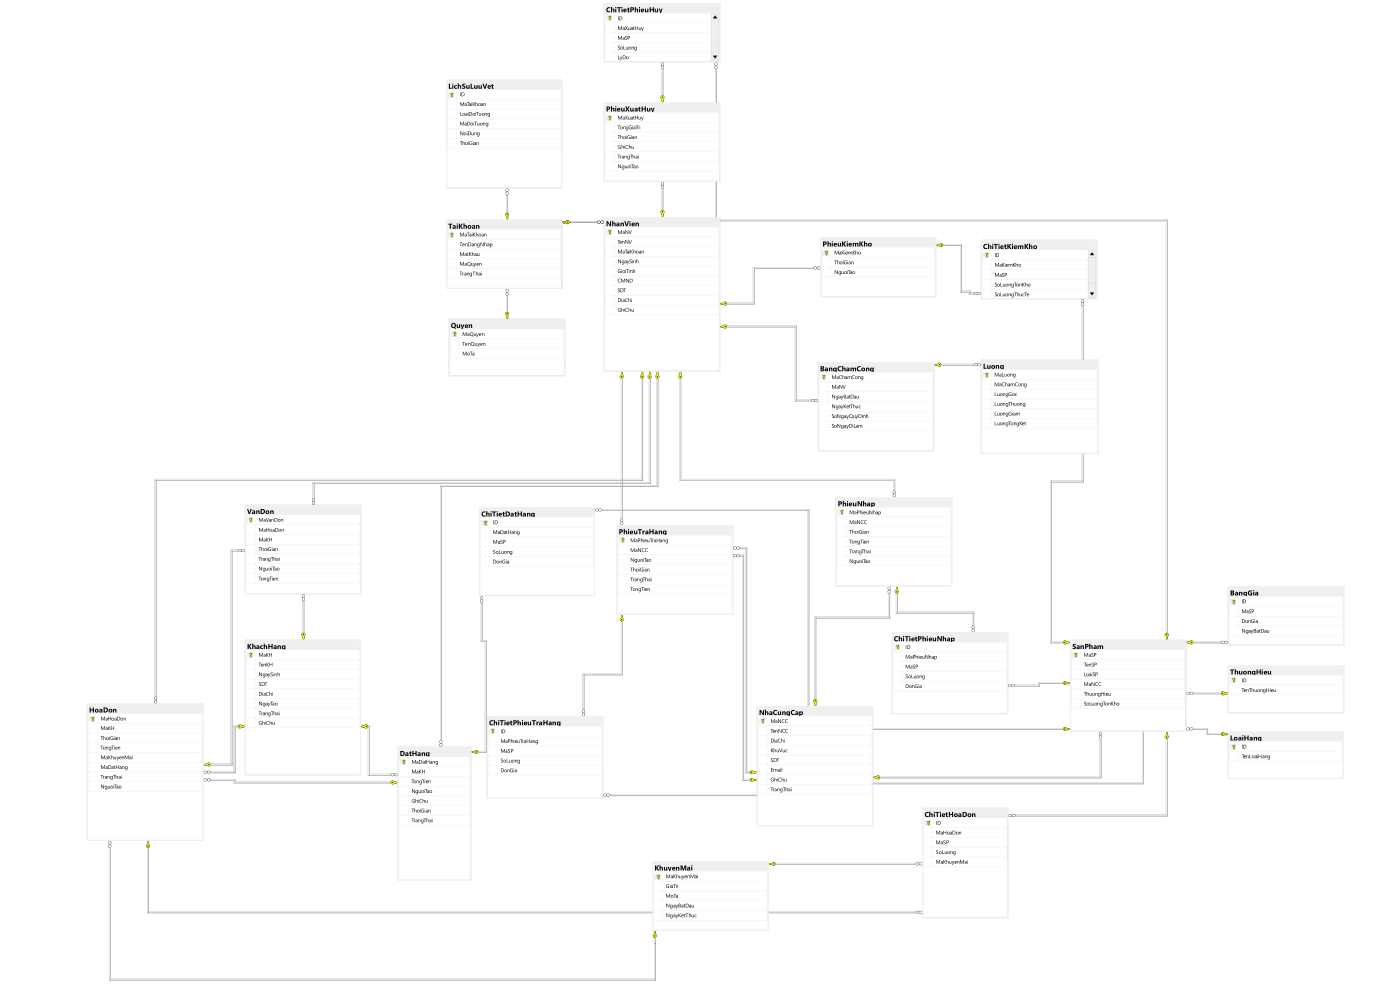 ChiTietPhieuHuy
ID
MaXuatHuy
MaSP
SoLuong
LyDo
LichSuLuuVet
ID
MaTaiKhoan
LoaiDoiTuong
MaDoiTuong
NoiDung
ThoiGian
PhieuXuatHuy
MaXuatHuy
TongGiaTri
ThoiGian
GhiChu
TrangThai
NguoiTao
TaiKhoan
MaTaiKhoan
TenDangNhap
MatKhau
MaQuyen
TrangThai
NhanVien
MaNV
TenNV
MaTaiKhoan
NgaySinh
GioiTinh
CMND
SDT
DiaChi
GhiChu
PhieuKiemKho
MaKiemKho
ThoiGian
NguoiTao
ChiTietKiemKho
ID
MaKiemKho
MaSP
SoLuongTonKho
SoLuongThucTe
Quyen
MaQuyen
TenQuyen
MoTa
BangChamCong
MaChamCong
MaNV
NgayBatDau
NgayKetThuc
SoNgayQuyDinh
SoNgayDiLam
Luong
MaLuong
MaChamCong
LuongGoc
LuongThuong
LuongGiam
LuongTongKet
VanDon
MaVanDon
MaHoaDon
MaKH
ThoiGian
TrangThai
NguoiTao
TongTien
ChiTietDatHang
ID
MaDatHang
MaSP
SoLuong
DonGia
PhieuTraHang
MaPhieuTraHang
MaNCC
NguoiTao
ThoiGian
TrangThai
TongTien
PhieuNhap
MaPhieuNhap
MaNCC
ThoiGian
TongTien
TrangThai
NguoiTao
BangGia
ID
MaSP
DonGia
NgayBatDau
KhachHang
MaKH
TenKH
NgaySinh
SDT
DiaChi
NgayTao
TrangThai
GhiChu
ChiTietPhieuNhap
ID
MaPhieuNhap
MaSP
SoLuong
DonGia
SanPham
MaSP
TenSP
LoaiSP
MaNCC
ThuongHieu
SoLuongTonKho
ThuongHieu
ID
TenThuongHieu
HoaDon
MaHoaDon
MaKH
ThoiGian
TongTien
MaKhuyenMai
MaDatHang
TrangThai
NguoiTao
ChiTietPhieuTraHang
ID
MaPhieuTraHang
MaSP
SoLuong
DonGia
NhaCungCap
MaNCC
TenNCC
DiaChi
KhuVuc
SDT
Email
GhiChu
TrangThai
LoaiHang
ID
TenLoaiHang
DatHang
MaDatHang
MaKH
TongTien
NguoiTao
GhiChu
ThoiGian
TrangThai
ChiTietHoaDon
ID
MaHoaDon
MaSP
SoLuong
MaKhuyenMai
KhuyenMai
MaKhuyenMai
GiaTri
MoTa
NgayBatDau
NgayKetThuc